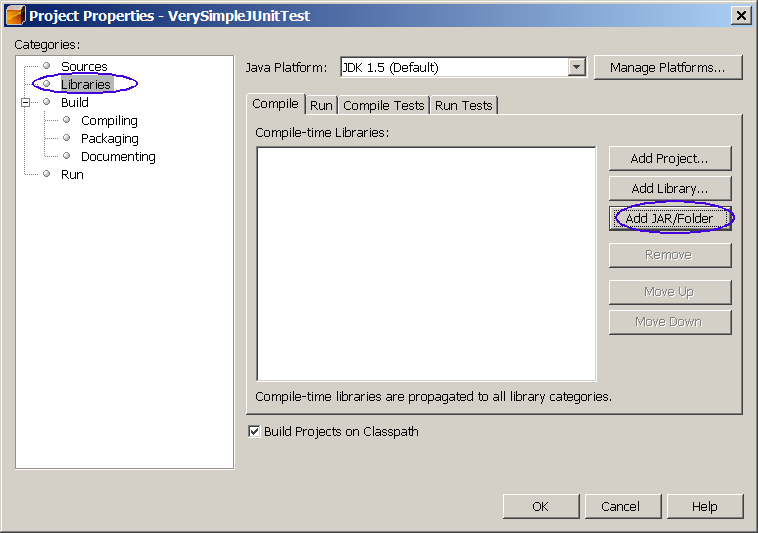 Project Properties - VerySimpleJUnitTest
Categories:
Sources
Libraries
Build
Compiling
Packaging
Documenting
Run
Java Platform:
JDK 1.5 (Default)
Manage Platforms...
Compile
Run
Compile Tests
Run Tests
Compile-time Libraries:
Add Project...
Add Library...
Add JAR/Folder
Remove
Move Up
Move Down
Compile-time libraries are propagated to all library categories.
Build Projects on Classpath
OK
Cancel
Help